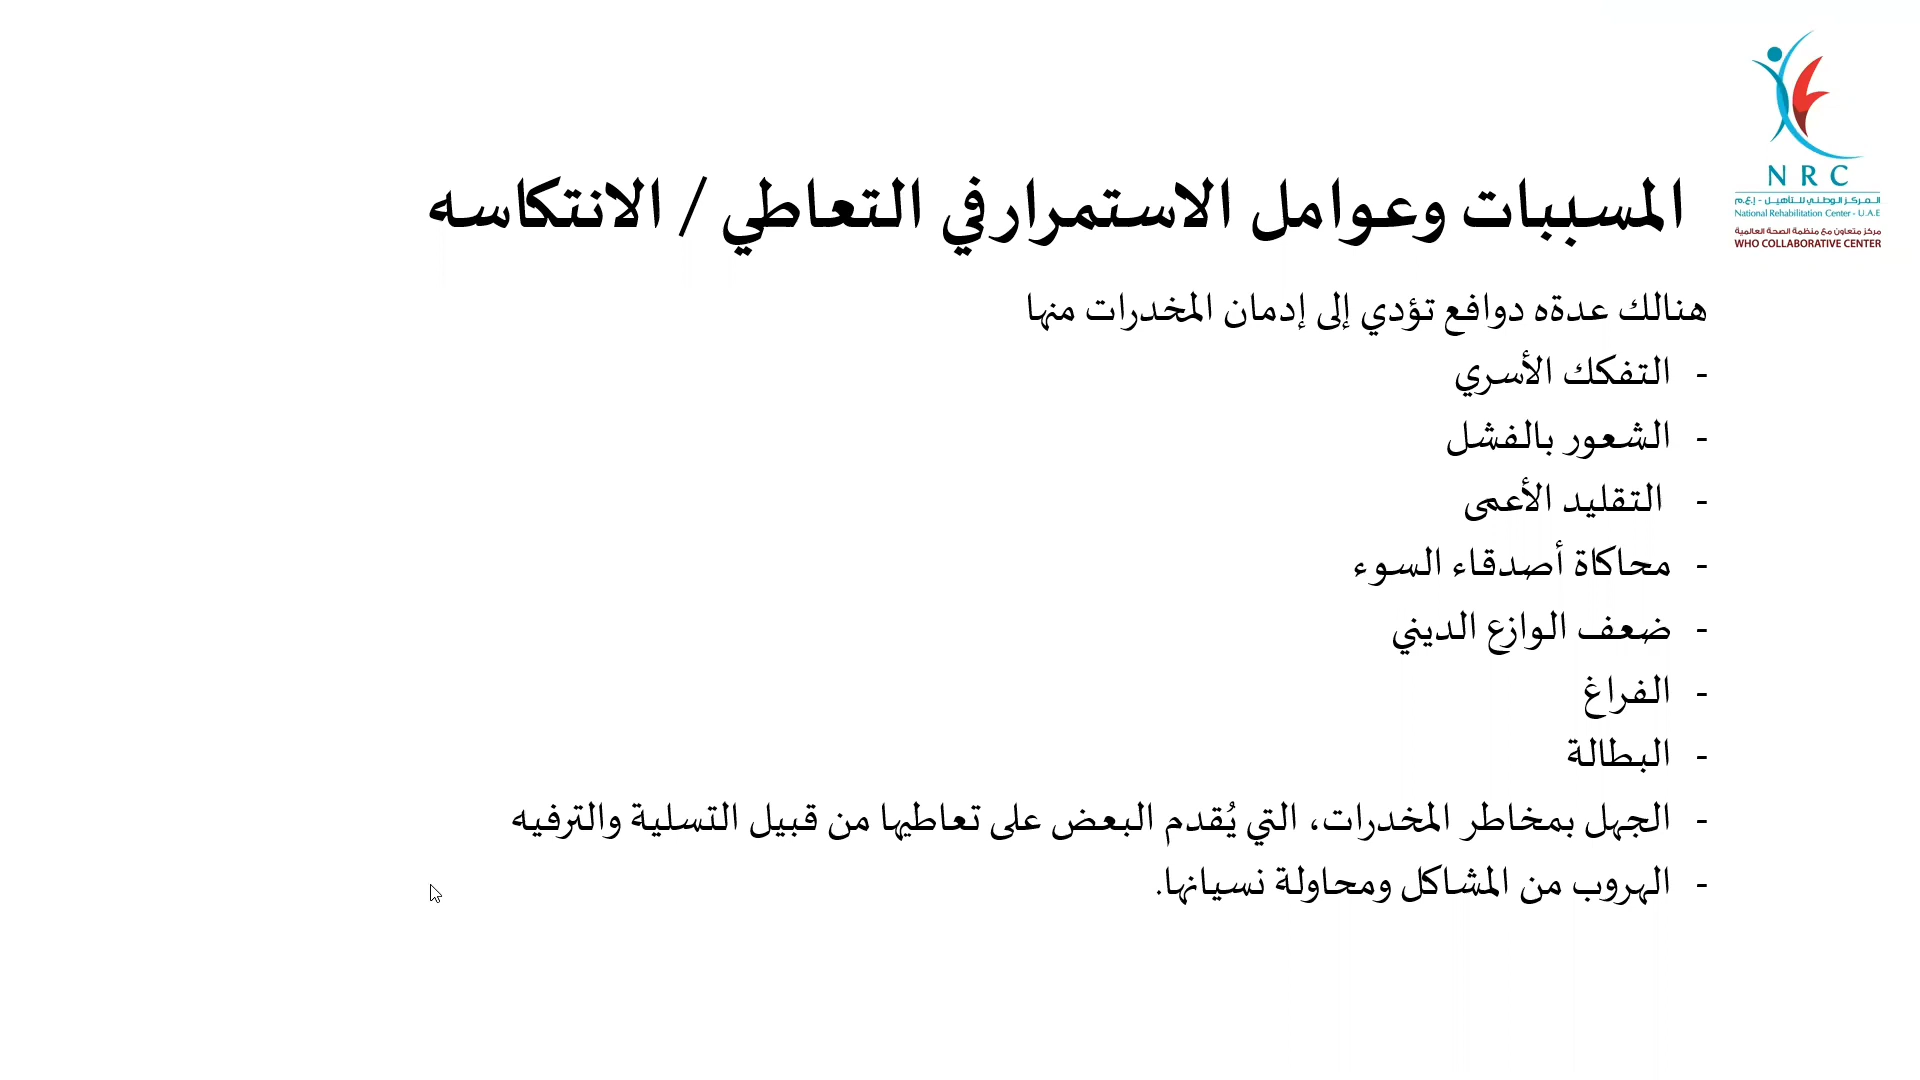 N R C
المركز الوطني للتأهيل - إ.ع.م
National Rehabilitation Center - U.A.E
مركز متعاون مع منظمة الصحة العالمية
WHO COLLABORATIVE CENTER
المسببات وعوامل الاستمرارفي التعاطي / الانتكاسه
هنالك عدةه دوافع تؤدي إلى إدمان المخدرات منها
- التفكك الأسري
- الشعور بالفشل
- التقليد الأعمى
- محاكاة أصدقاء السوء
- ضعف الوازع الديني
- الفراغ
- البطالة
- الجهل بمخاطر المخدرات، التي يُقدم البعض على تعاطيها من قبيل التسلية والترفيه
- الهروب من المشاكل ومحاولة نسيانها.